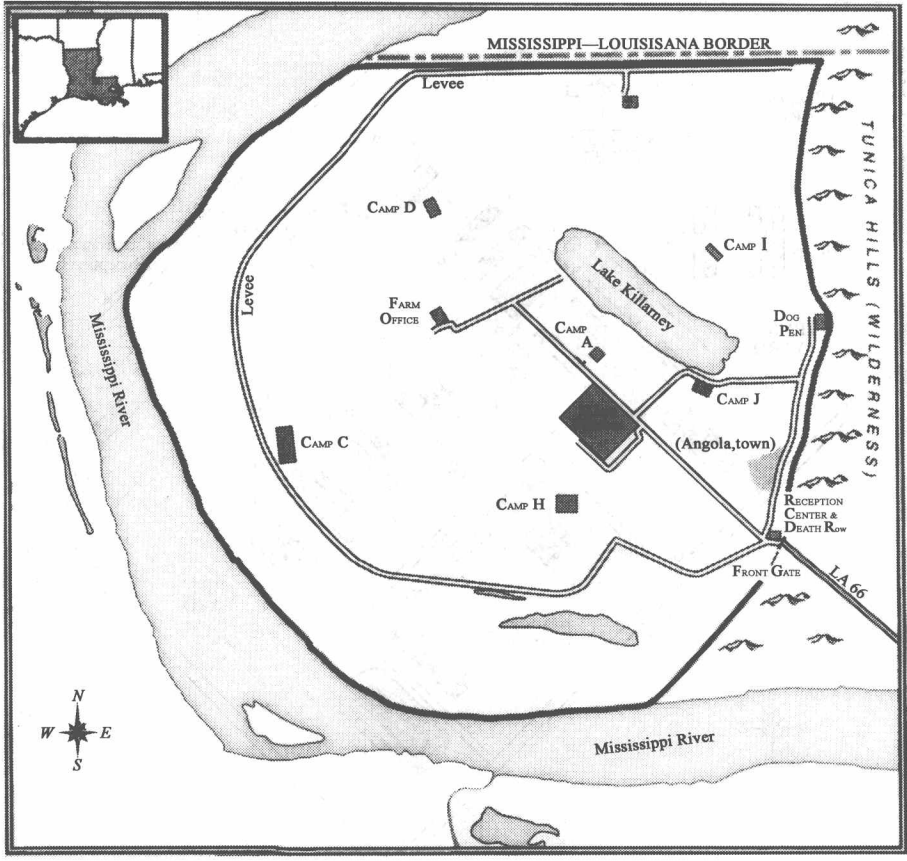 MISSISSIPPI—LOUISISANA BORDER
Levee
TUNICA HILLS (WILDERNESS)
CAMP D
CAMP I
Lake Killarney
Levee
FARM
OFFICE
DOG
PEN
Mississippi River
CAMP
A
CAMP J
CAMP C
(Angola,town)
CAMP H
RECEPTION
CENTER &
DEATH ROW
FRONT GATE
LA 66
N
W E
S
Mississippi River